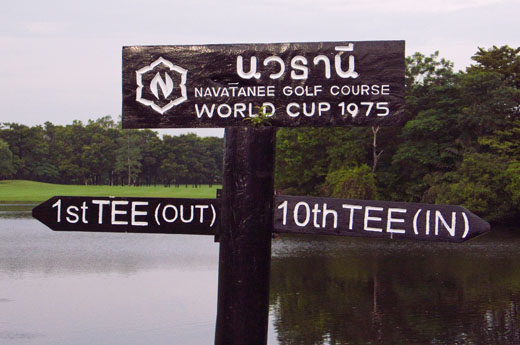 นวธานี
N
NAVATANEE GOLF COURSE
WORLD CUP 1975
1st TEE (OUT)
10th TEE (IN)